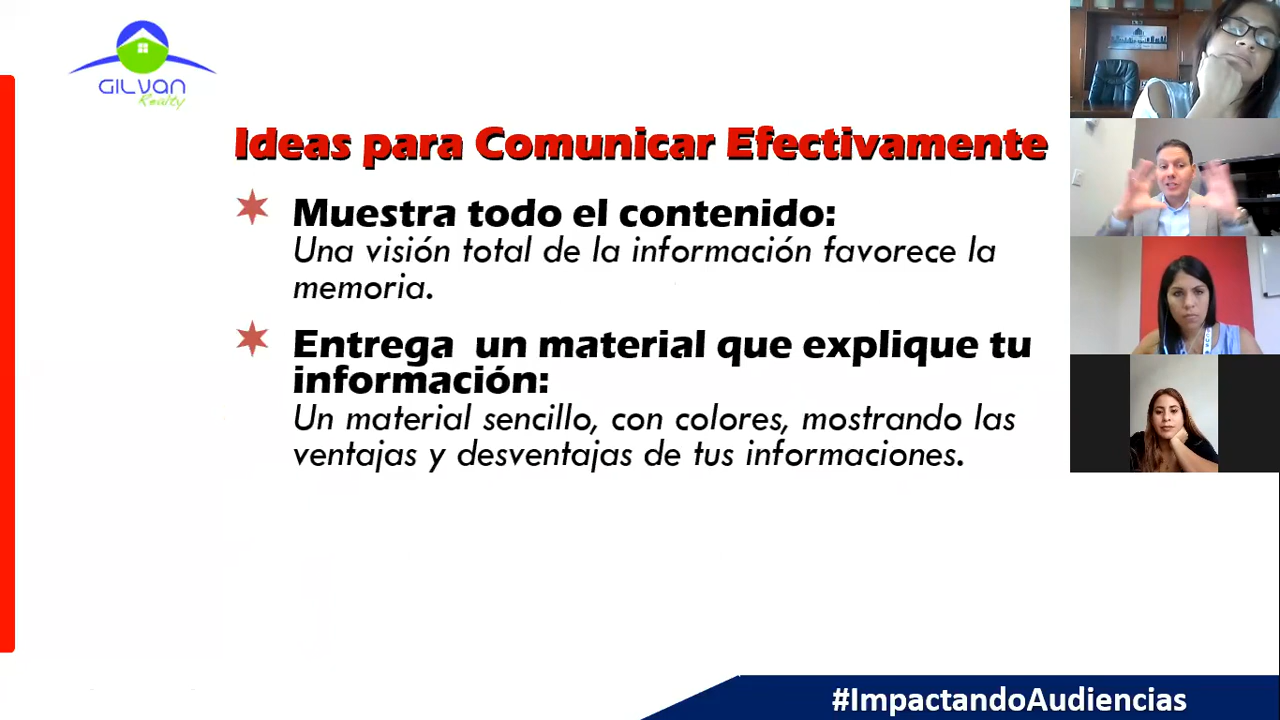 GILVAN
Realty
Ideas para Comunicar Efectivamente
Muestra todo el contenido:
Una visión total de la información favorece la
memoria.
Entrega un material que explique tu
información:
Un material sencillo, con colores, mostrando las
ventajas y desventajas de tus informaciones.
#ImpactandoAudiencias